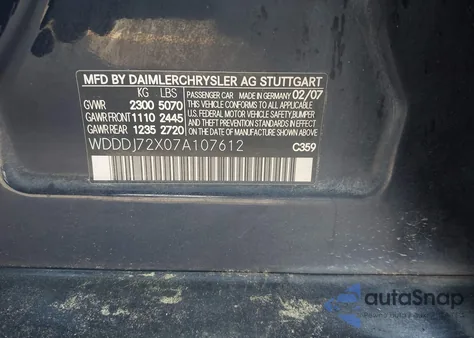 MFD BY DAIMLERCHRYSLER AG STUTTGART
KG LBS
GVWR 2300 5070
GAWR FRONT 1110 2445
GAWR REAR 1235 2720
PASSENGER CAR MADE IN GERMANY 02/07
THIS VEHICLE CONFORMS TO ALL APPLICABLE
U.S. FEDERAL MOTOR VEHICLE SAFETY, BUMPER
AND THEFT PREVENTION STANDARDS IN EFFECT
ON THE DATE OF MANUFACTURE SHOWN ABOVE.
WDDDJ72X07A107612
C359
autoSnap